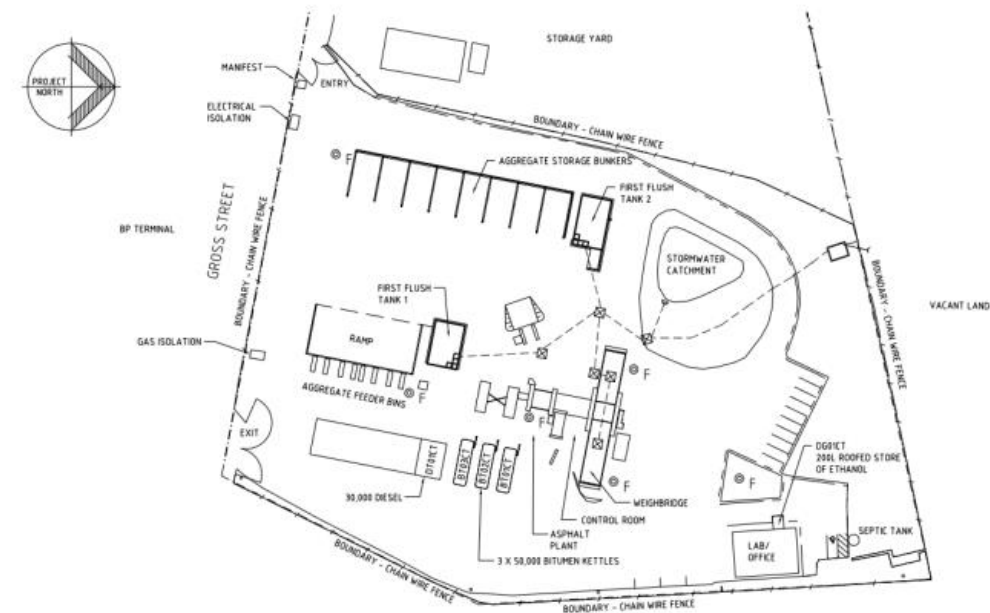 STORAGE YARD
PROJECT
NORTH
MANIFEST
ENTRY
ELECTRICAL
ISOLATION
BOUNDARY - CHAIN WIRE FENCE
F
AGGREGATE STORAGE BUNKERS
FIRST FLUSH
TANK 2
GROSS STREET
BP TERMINAL
BOUNDARY - CHAIN WIRE FENCE
STORMWATER
CATCHMENT
BOUNDARY - CHAIN WIRE FENCE
VACANT LAND
FIRST FLUSH
TANK 1
GAS ISOLATION
RAMP
F
AGGREGATE FEEDER BINS
F
F
EXIT
DT01CT
BT03CT
BT02CT
BT01CT
DG01CT
200L ROOFED STORE
OF ETHANOL
F
F
30,000 DIESEL
WEIGHBRIDGE
CONTROL ROOM
ASPHALT
PLANT
SEPTIC TANK
LAB/
OFFICE
3 X 50,000 BITUMEN KETTLES
BOUNDARY - CHAIN WIRE FENCE
BOUNDARY - CHAIN WIRE FENCE